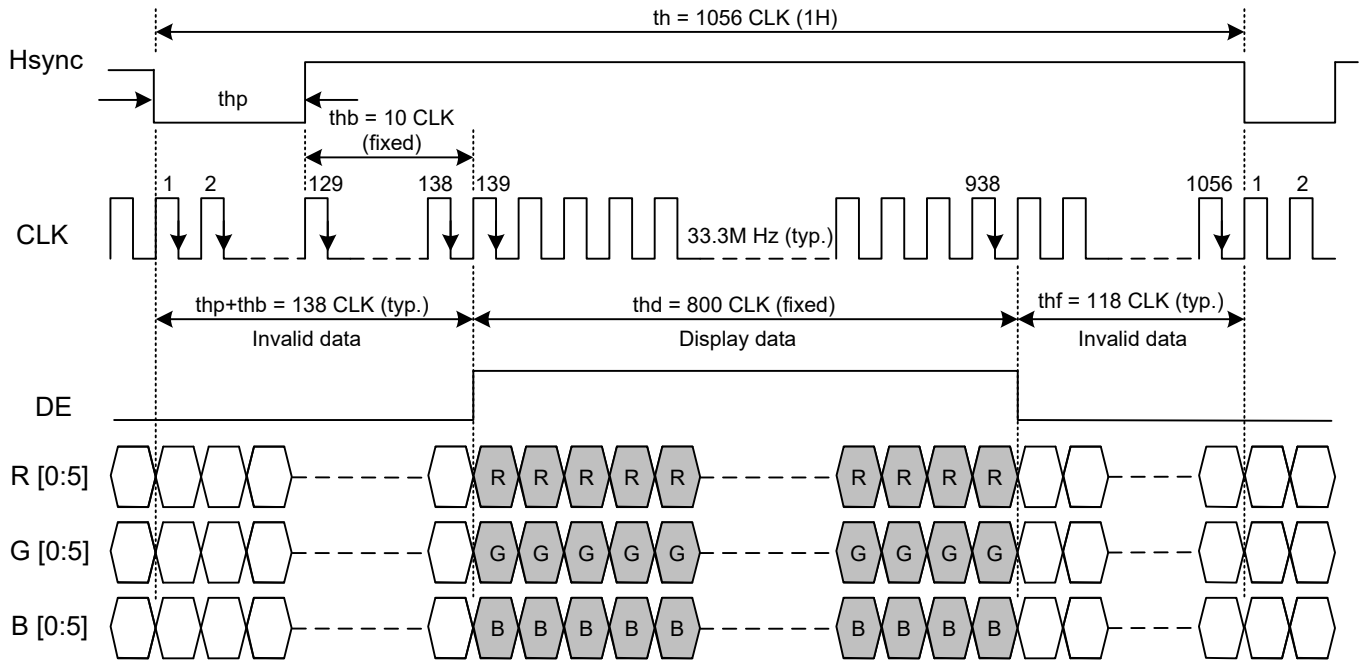 th = 1056 CLK (1H)
Hsync
thp
thb = 10 CLK
(fixed)
1 2 129 138 139 938 1056 1 2
CLK
33.3M Hz (typ.)
thp+thb = 138 CLK (typ.) thd = 800 CLK (fixed) thf = 118 CLK (typ.)
Invalid data Display data Invalid data
DE
R [0:5] R R R R R R R R R
G [0:5] G G G G G G G G G
B [0:5] B B B B B B B B B